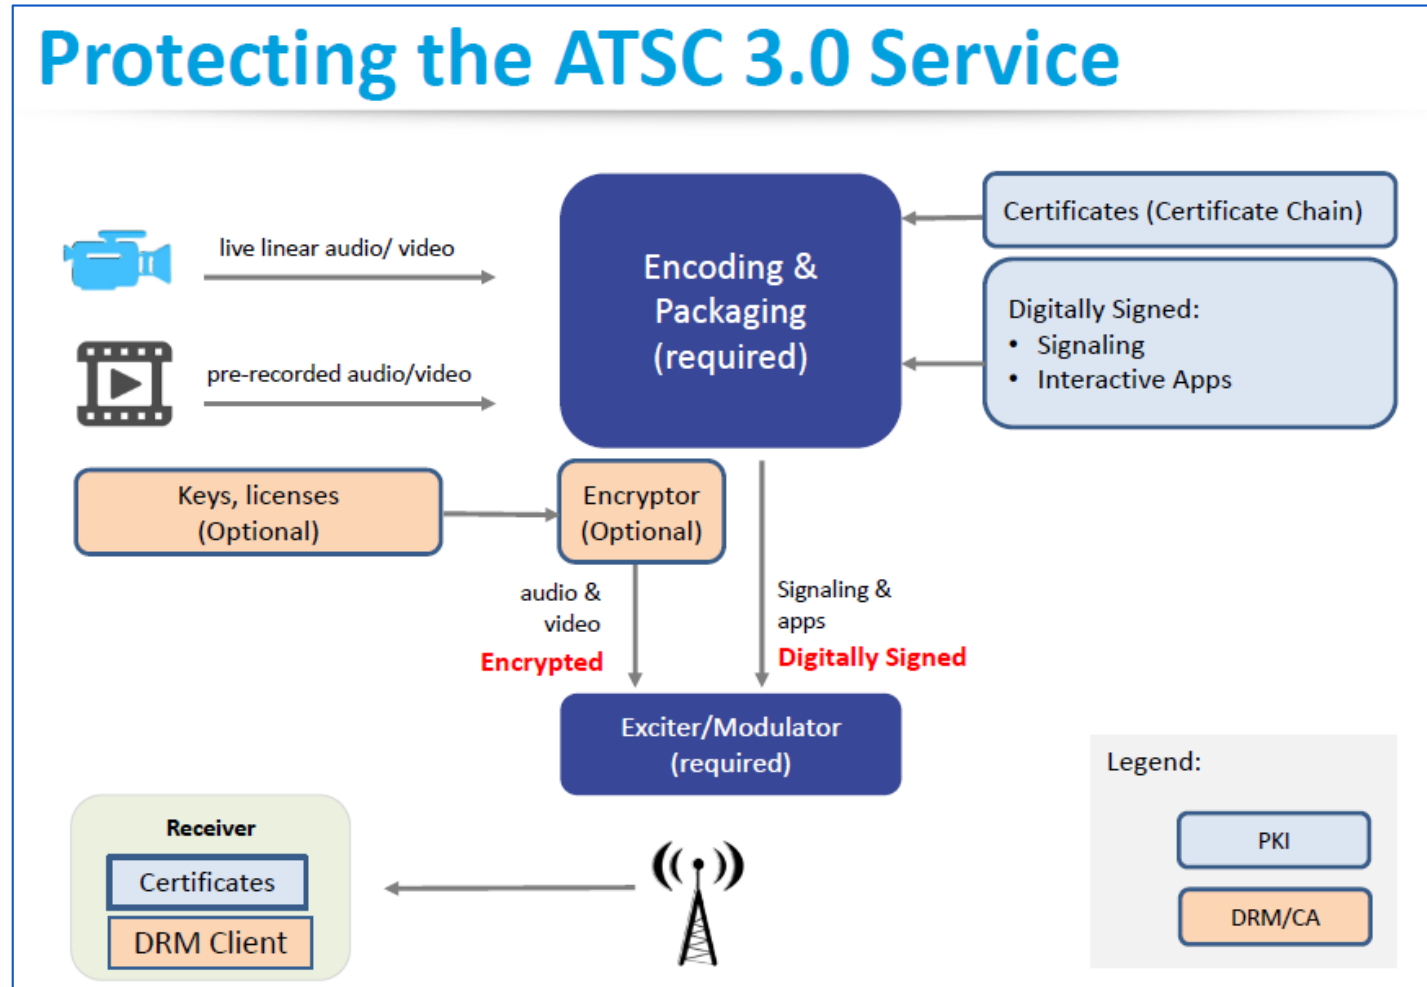 Protecting the ATSC 3.0 Service
live linear audio/ video
pre-recorded audio/video
Encoding &
Packaging
(required)
Certificates (Certificate Chain)
Digitally Signed:
• Signaling
• Interactive Apps
Keys, licenses
(Optional)
Encryptor
(Optional)
audio &
video
Encrypted
Signaling &
apps
Digitally Signed
Exciter/Modulator
(required)
Receiver
Certificates
DRM Client
Legend:
PKI
DRM/CA